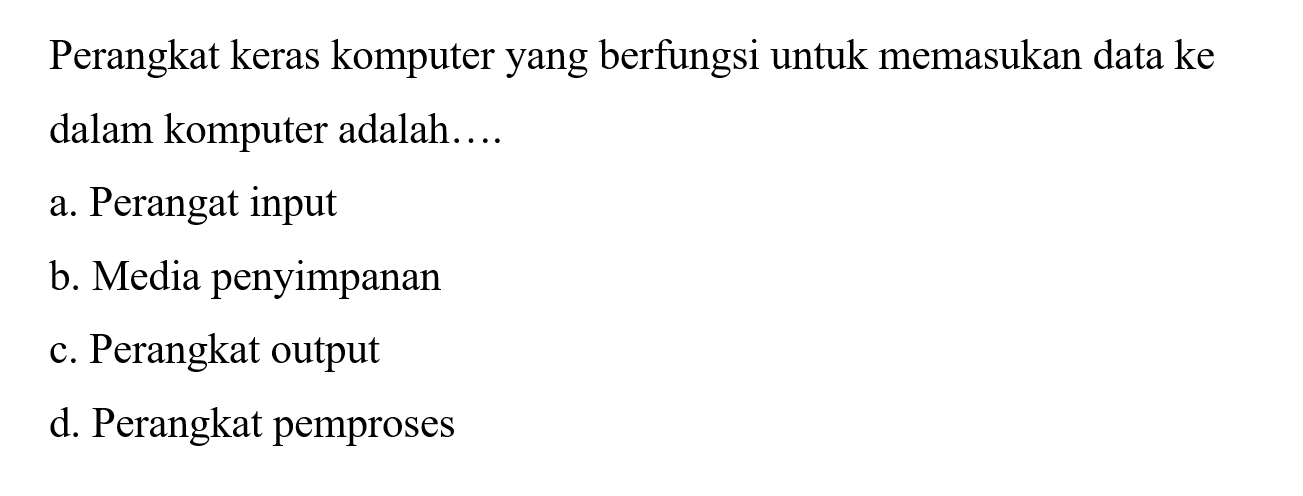 Perangkat keras komputer yang berfungsi untuk memasukan data ke
dalam komputer adalah….
a. Perangat input
b. Media penyimpanan
c. Perangkat output
d. Perangkat pemproses